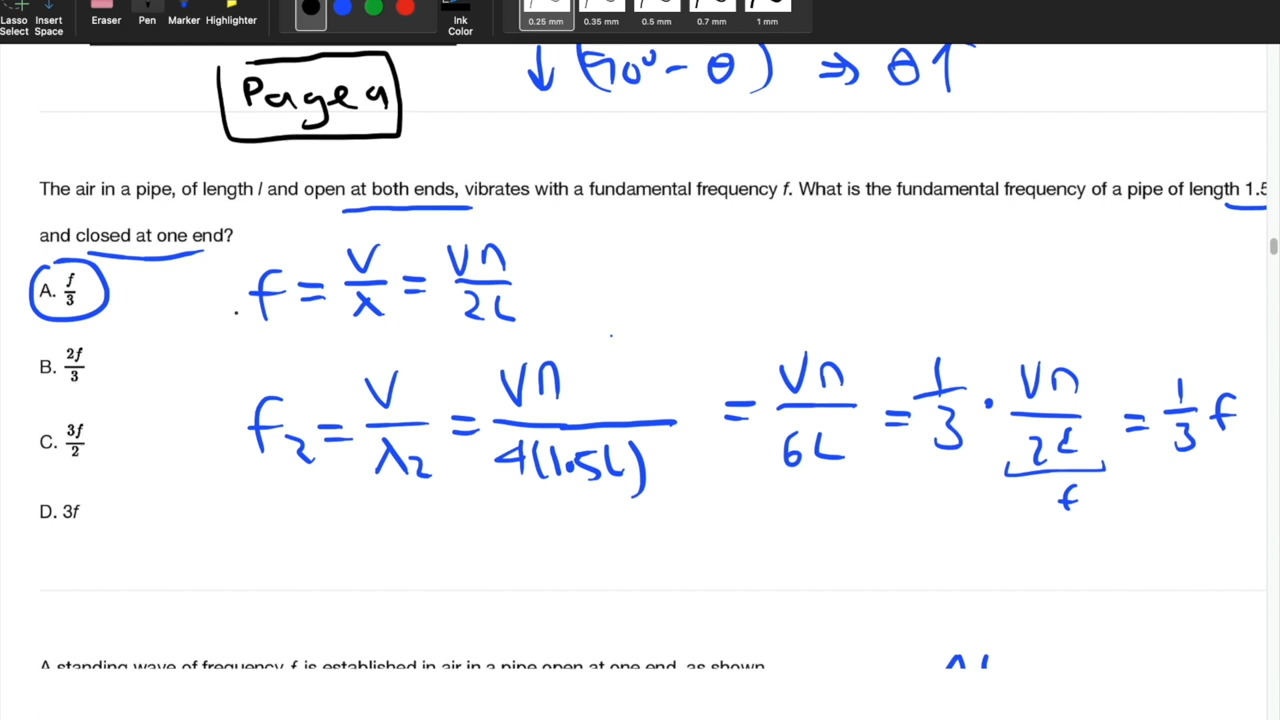 Lasso Select
Insert Space
Eraser
Pen
Marker
Highlighter
Ink Color
0.25 mm
0.35 mm
0.5 mm
0.7 mm
1 mm
↓ (90° - θ) ⇒ θ↑
Page 9
The air in a pipe, of length l and open at both ends, vibrates with a fundamental frequency f. What is the fundamental frequency of a pipe of length 1.5
and closed at one end?
A. f/3
f = V/λ = Vn/2L
B. 2f/3
f₂ = V/λ₂ = Vn/4(1.5L) = Vn/6L = 1/3 · Vn/2L = 1/3 f
C. 3f/2
f
D. 3f
A standing wave of frequency f is established in air in a pipe open at one end, as shown